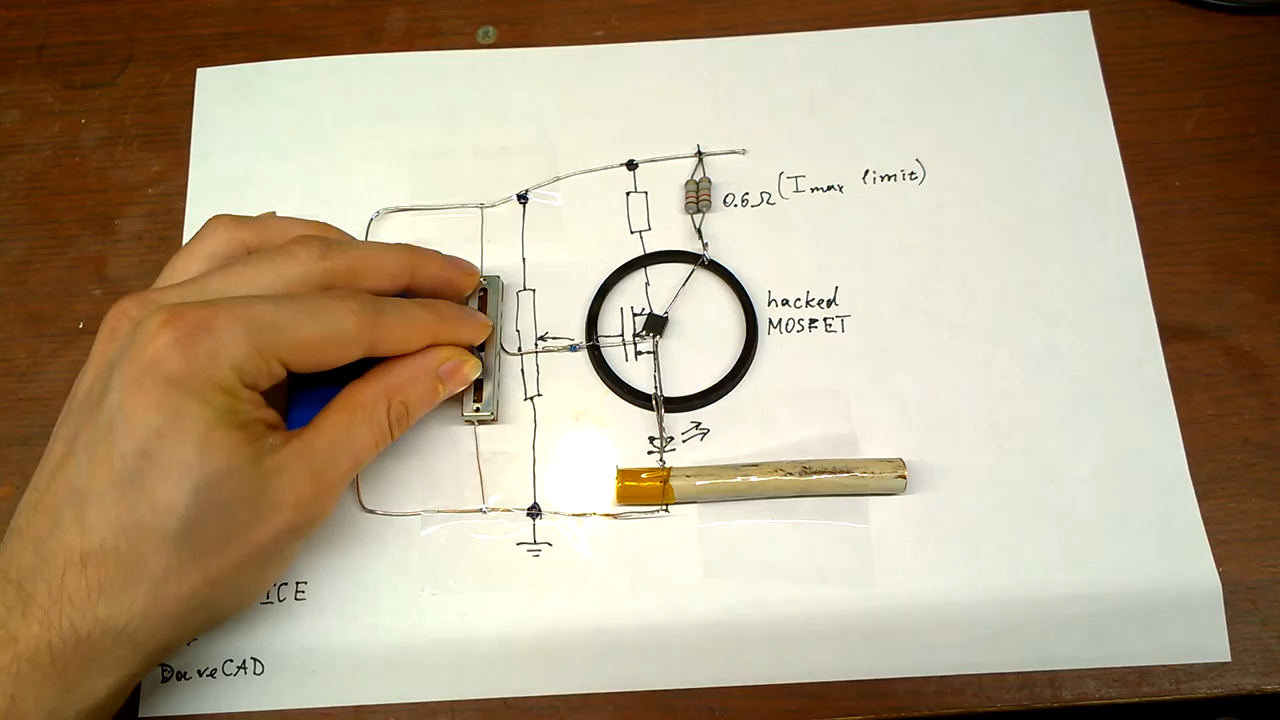 0.6Ω (Imax limit)
hacked
MOSFET
ICE
DaveCAD